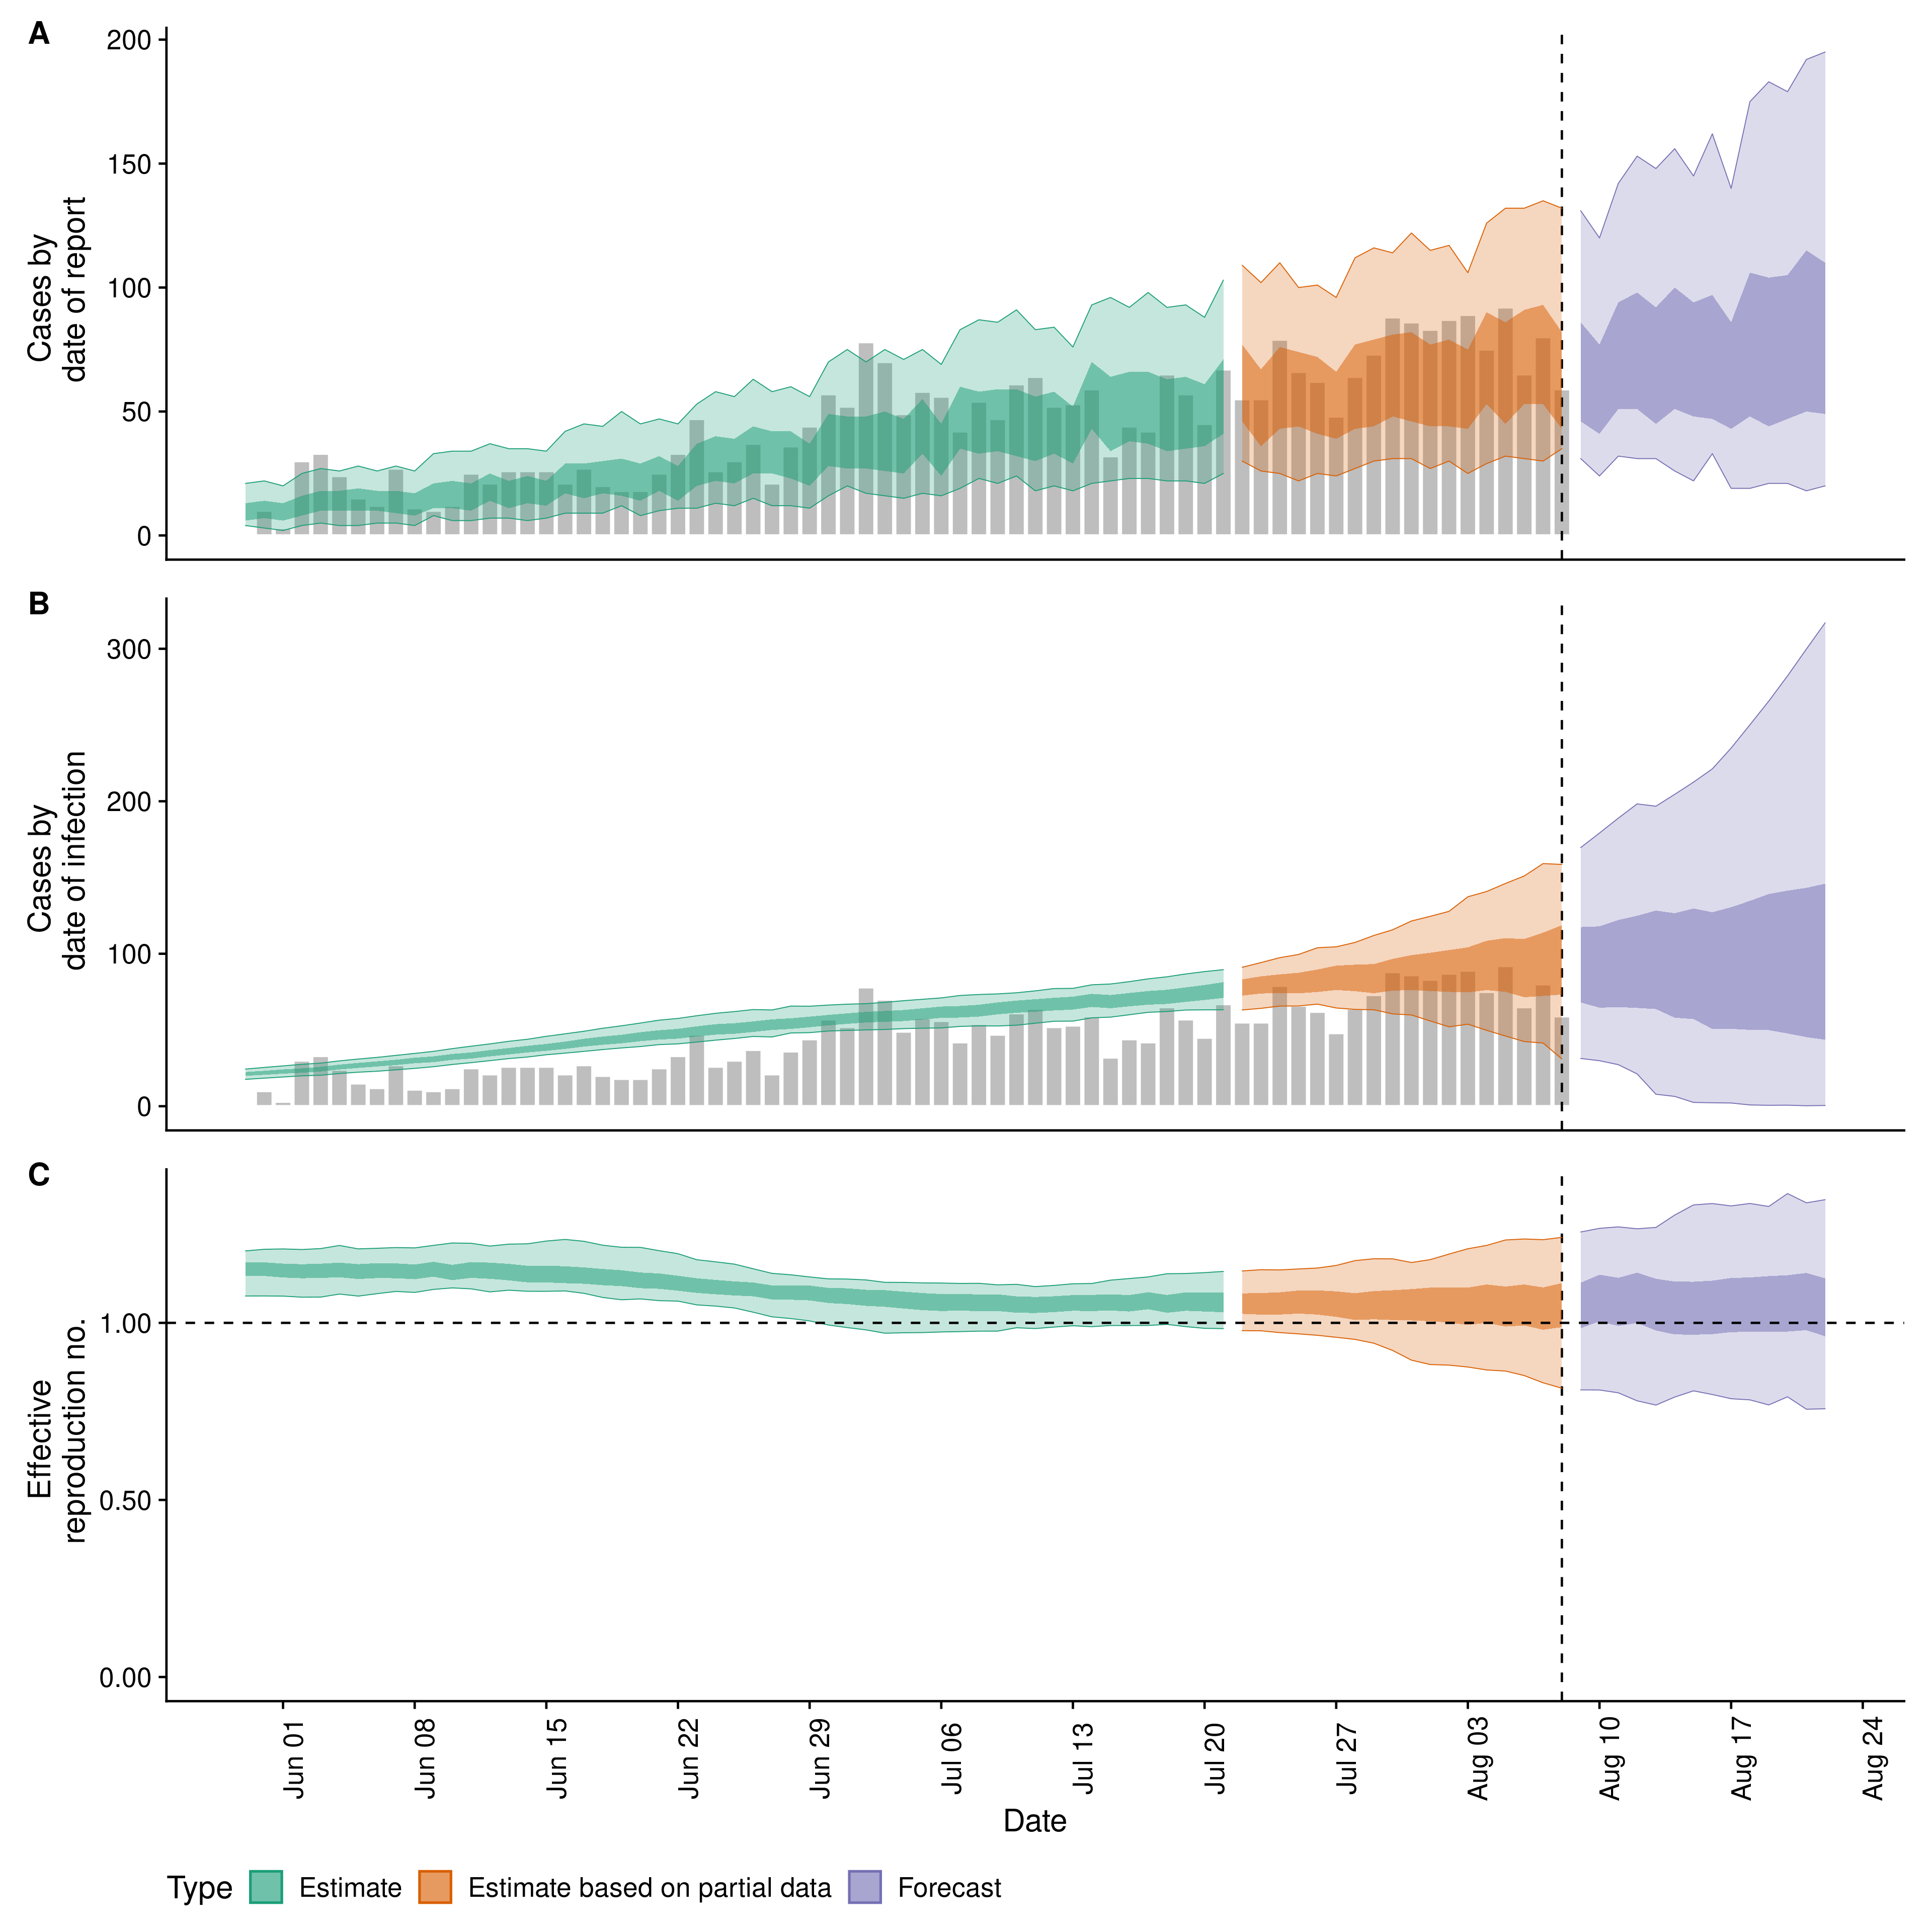 A
Cases by
date of report
200
150
100
50
0
B
Cases by
date of infection
300
200
100
0
C
Effective
reproduction no.
1.00
0.50
0.00
Jun 01
Jun 08
Jun 15
Jun 22
Jun 29
Jul 06
Jul 13
Jul 20
Jul 27
Aug 03
Aug 10
Aug 17
Aug 24
Date
Type Estimate Estimate based on partial data Forecast